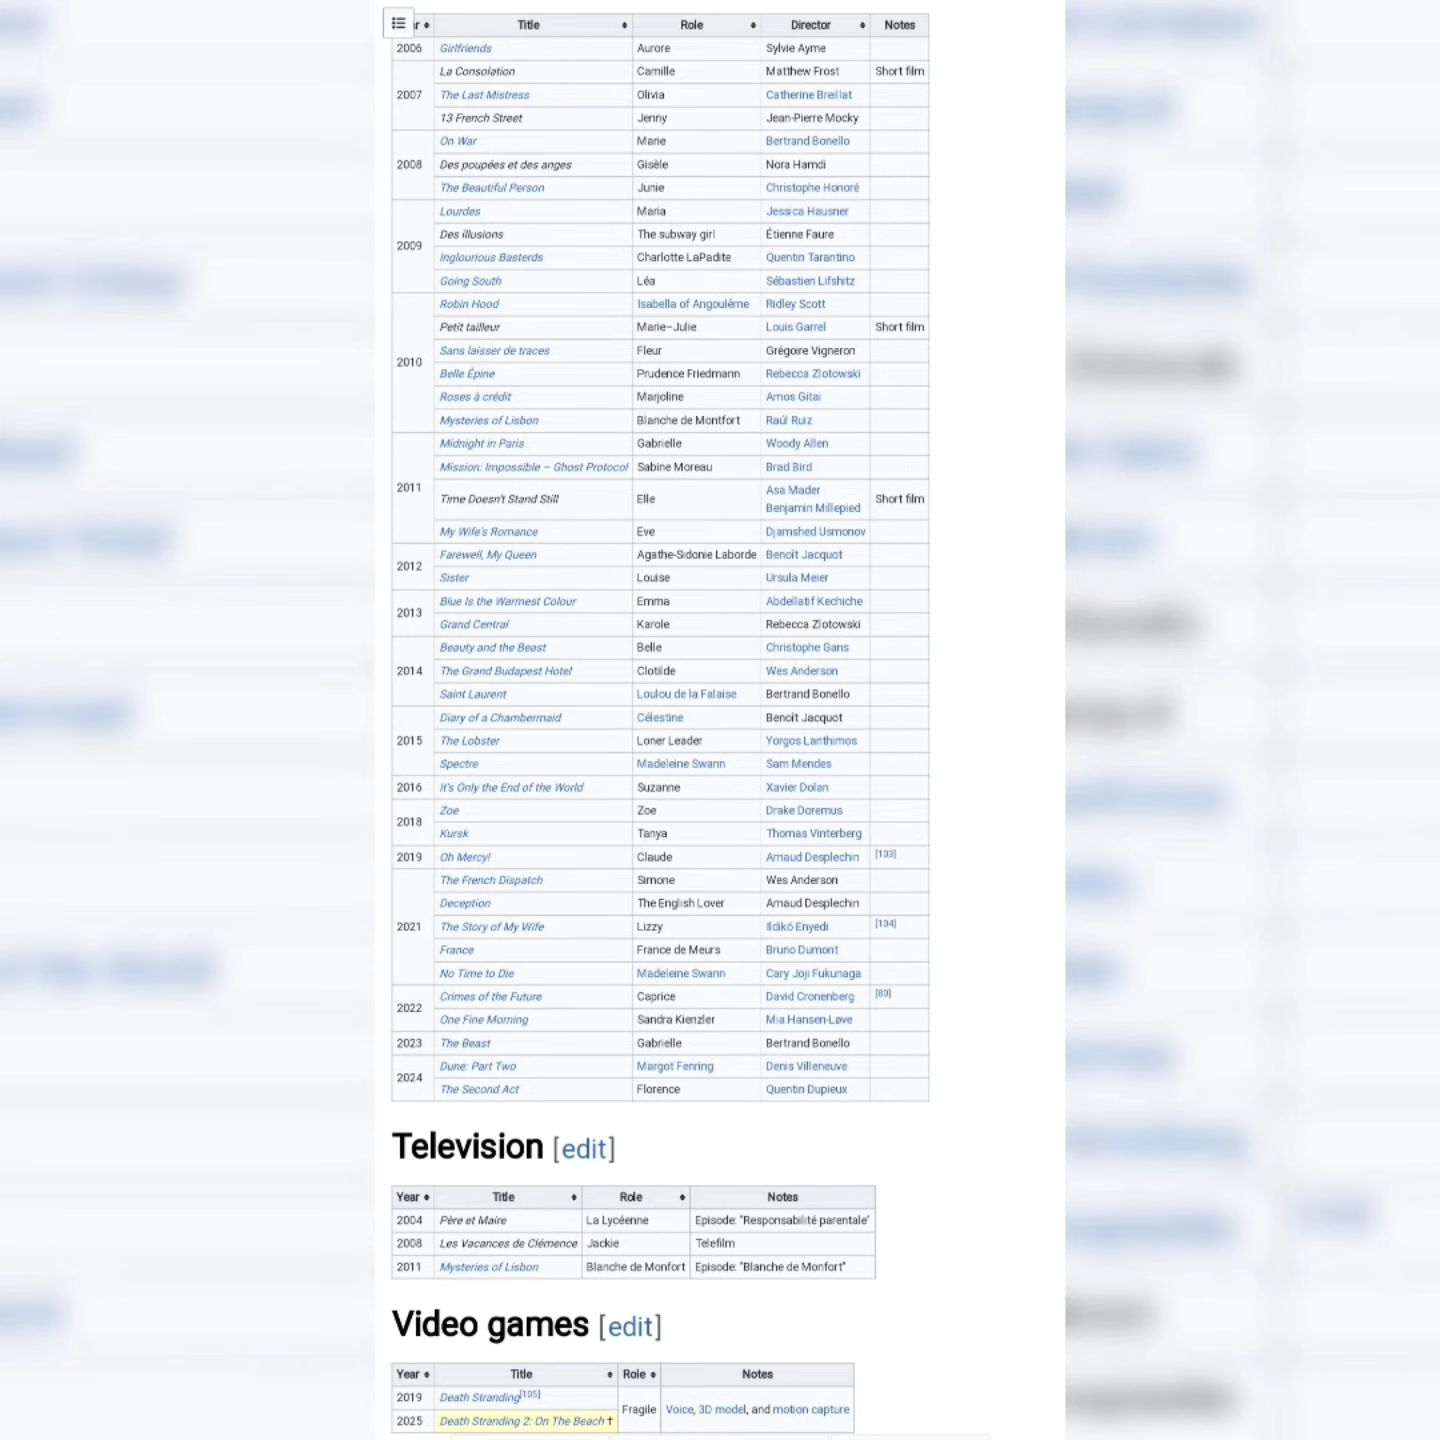 r Title Role Director Notes
2006 Girlfriends Aurore Sylvie Ayme
La Consolation Camille Matthew Frost Short film
2007 The Last Mistress Olivia Catherine Breillat
13 French Street Jenny Jean-Pierre Mocky
On War Marie Bertrand Bonello
2008 Des poupées et des anges Gisèle Nora Hamdi
The Beautiful Person Junie Christophe Honoré
Lourdes Maria Jessica Hausner
Des illusions The subway girl Étienne Faure
2009
Inglourious Basterds Charlotte LaPadite Quentin Tarantino
Going South Léa Sébastien Lifshitz
Robin Hood Isabella of Angoulême Ridley Scott
Petit tailleur Marie–Julie Louis Garrel Short film
Sans laisser de traces Fleur Grégoire Vigneron
2010
Belle Épine Prudence Friedmann Rebecca Zlotowski
Roses à crédit Marjoline Amos Gitai
Mysteries of Lisbon Blanche de Montfort Raúl Ruiz
Midnight in Paris Gabrielle Woody Allen
Mission: Impossible – Ghost Protocol Sabine Moreau Brad Bird
2011
Time Doesn't Stand Still Elle Asa Mader
Benjamin Millepied Short film
My Wife's Romance Eve Djamshed Usmonov
Farewell, My Queen Agathe-Sidonie Laborde Benoît Jacquot
2012
Sister Louise Ursula Meier
Blue Is the Warmest Colour Emma Abdellatif Kechiche
2013
Grand Central Karole Rebecca Zlotowski
Beauty and the Beast Belle Christophe Gans
2014 The Grand Budapest Hotel Clotilde Wes Anderson
Saint Laurent Loulou de la Falaise Bertrand Bonello
Diary of a Chambermaid Célestine Benoît Jacquot
2015 The Lobster Loner Leader Yorgos Lanthimos
Spectre Madeleine Swann Sam Mendes
2016 It's Only the End of the World Suzanne Xavier Dolan
Zoe Zoe Drake Doremus
2018
Kursk Tanya Thomas Vinterberg
2019 Oh Mercy! Claude Arnaud Desplechin [103]
The French Dispatch Simone Wes Anderson
Deception The English Lover Arnaud Desplechin
2021 The Story of My Wife Lizzy Ildikó Enyedi [104]
France France de Meurs Bruno Dumont
No Time to Die Madeleine Swann Cary Joji Fukunaga
Crimes of the Future Caprice David Cronenberg [80]
2022
One Fine Morning Sandra Kienzler Mia Hansen-Løve
2023 The Beast Gabrielle Bertrand Bonello
Dune: Part Two Margot Fenring Denis Villeneuve
2024
The Second Act Florence Quentin Dupieux
Television [edit]
Year Title Role Notes
2004 Père et Maire La Lycéenne Episode: "Responsabilité parentale"
2008 Les Vacances de Clémence Jackie Telefilm
2011 Mysteries of Lisbon Blanche de Monfort Episode: "Blanche de Monfort"
Video games [edit]
Year Title Role Notes
2019 Death Stranding[105]
Fragile Voice, 3D model, and motion capture
2025 Death Stranding 2: On The Beach †